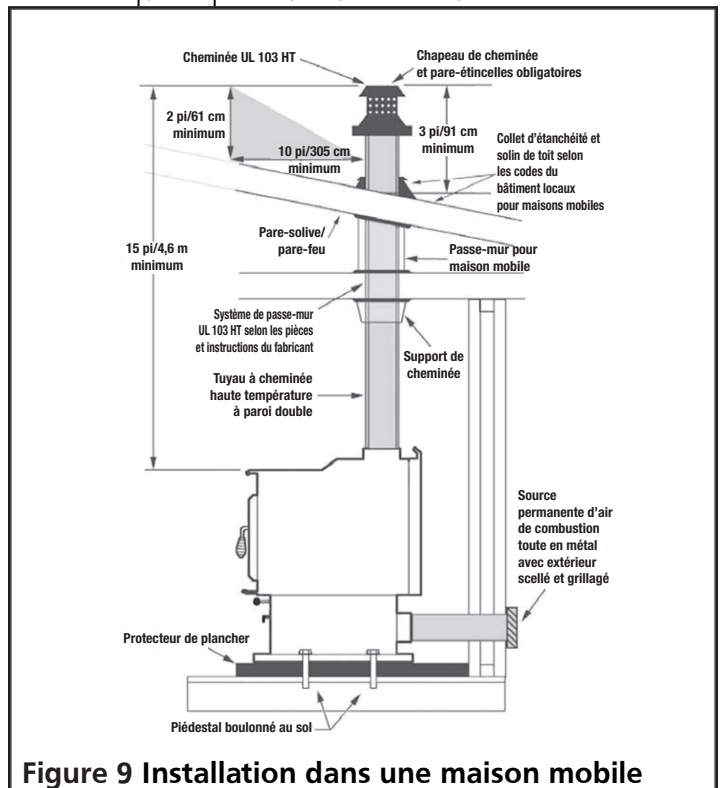 Cheminée UL 103 HT
Chapeau de cheminée
et pare-étincelles obligatoires
2 pi/61 cm
minimum
10 pi/305 cm
minimum
3 pi/91 cm
minimum
Collet d'étanchéité et
solin de toit selon
les codes du
bâtiment locaux
pour maisons mobiles
15 pi/4,6 m
minimum
Pare-solive/
pare-feu
Passe-mur pour
maison mobile
Système de passe-mur
UL 103 HT selon les pièces
et instructions du fabricant
Support de
cheminée
Tuyau à cheminée
haute température
à paroi double
Source
permanente d'air
de combustion
toute en métal
avec extérieur
scellé et grillagé
Protecteur de plancher
Piédestal boulonné au sol
Figure 9 Installation dans une maison mobile